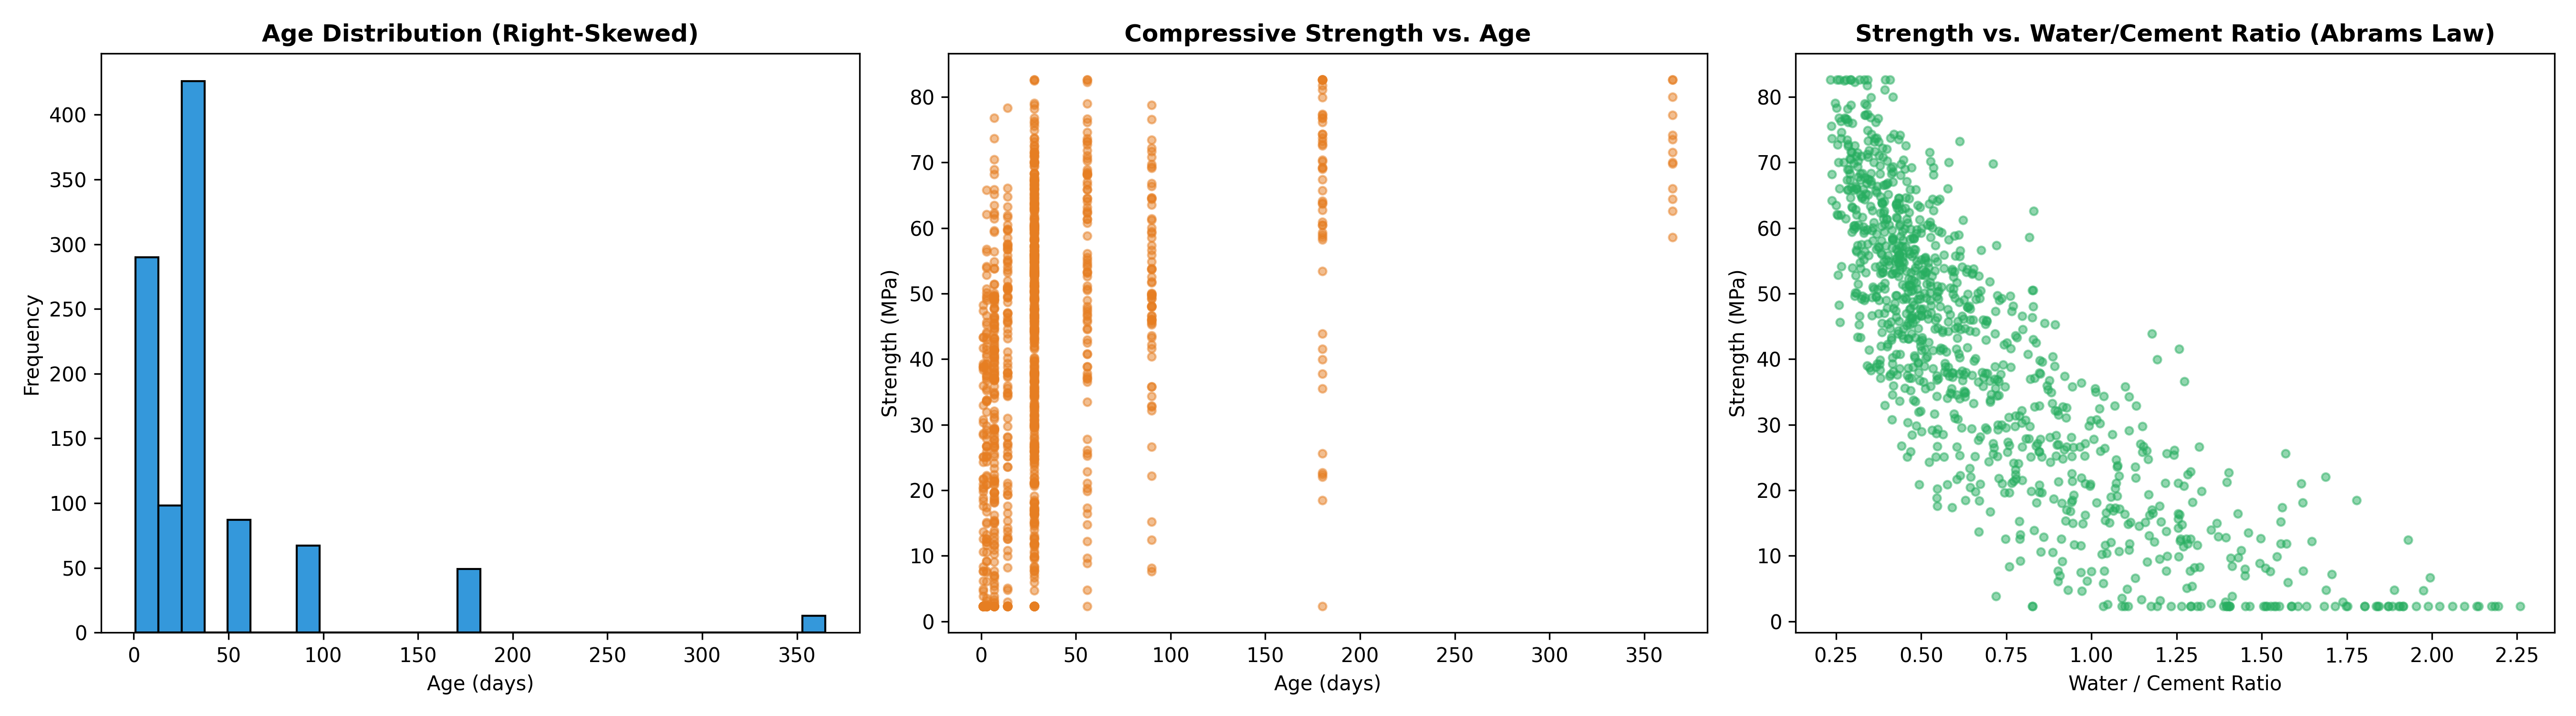 Age Distribution (Right-Skewed)
Frequency
400
350
300
250
200
150
100
50
0
0 50 100 150 200 250 300 350
Age (days)
Compressive Strength vs. Age
Strength (MPa)
80
70
60
50
40
30
20
10
0
0 50 100 150 200 250 300 350
Age (days)
Strength vs. Water/Cement Ratio (Abrams Law)
Strength (MPa)
80
70
60
50
40
30
20
10
0
0.25 0.50 0.75 1.00 1.25 1.50 1.75 2.00 2.25
Water / Cement Ratio